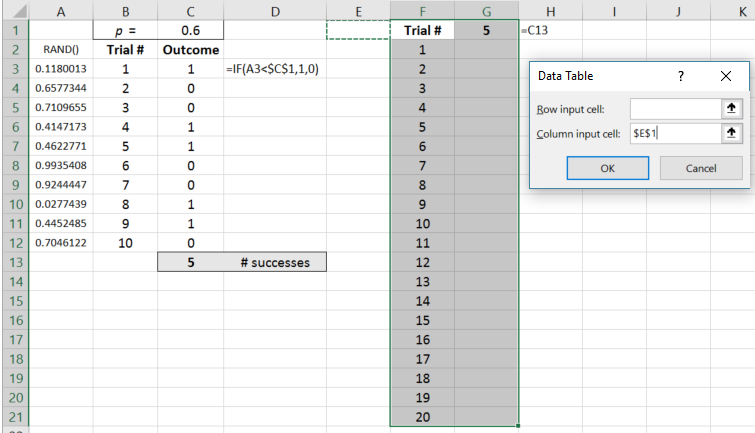 A B C D E F G H I J K
1 p = 0.6 Trial # 5 =C13
2 RAND() Trial # Outcome 1
3 0.1180013 1 1 =IF(A3<$C$1,1,0) 2
Data Table ? ×
4 0.6577344 2 0 3
5 0.7109655 3 0 4
Row input cell:
6 0.4147173 4 1 5
Column input cell: $E$1
7 0.4622771 5 1 6
8 0.9935408 6 0 7
OK Cancel
9 0.9244447 7 0 8
10 0.0277439 8 1 9
11 0.4452485 9 1 10
12 0.7046122 10 0 11
13 5 # successes 12
14 13
15 14
16 15
17 16
18 17
19 18
20 19
21 20